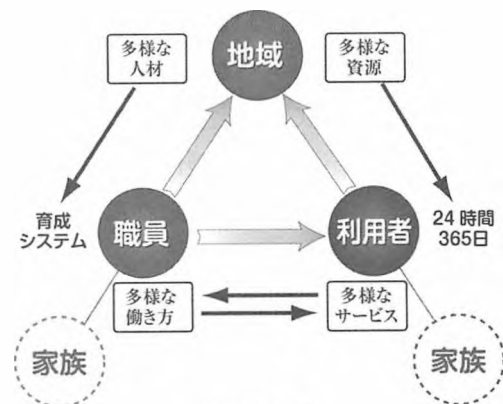 多様な
人材
地域
多様な
資源
育成
システム
職員
利用者
24時間
365日
多様な
働き方
多様な
サービス
家族
家族